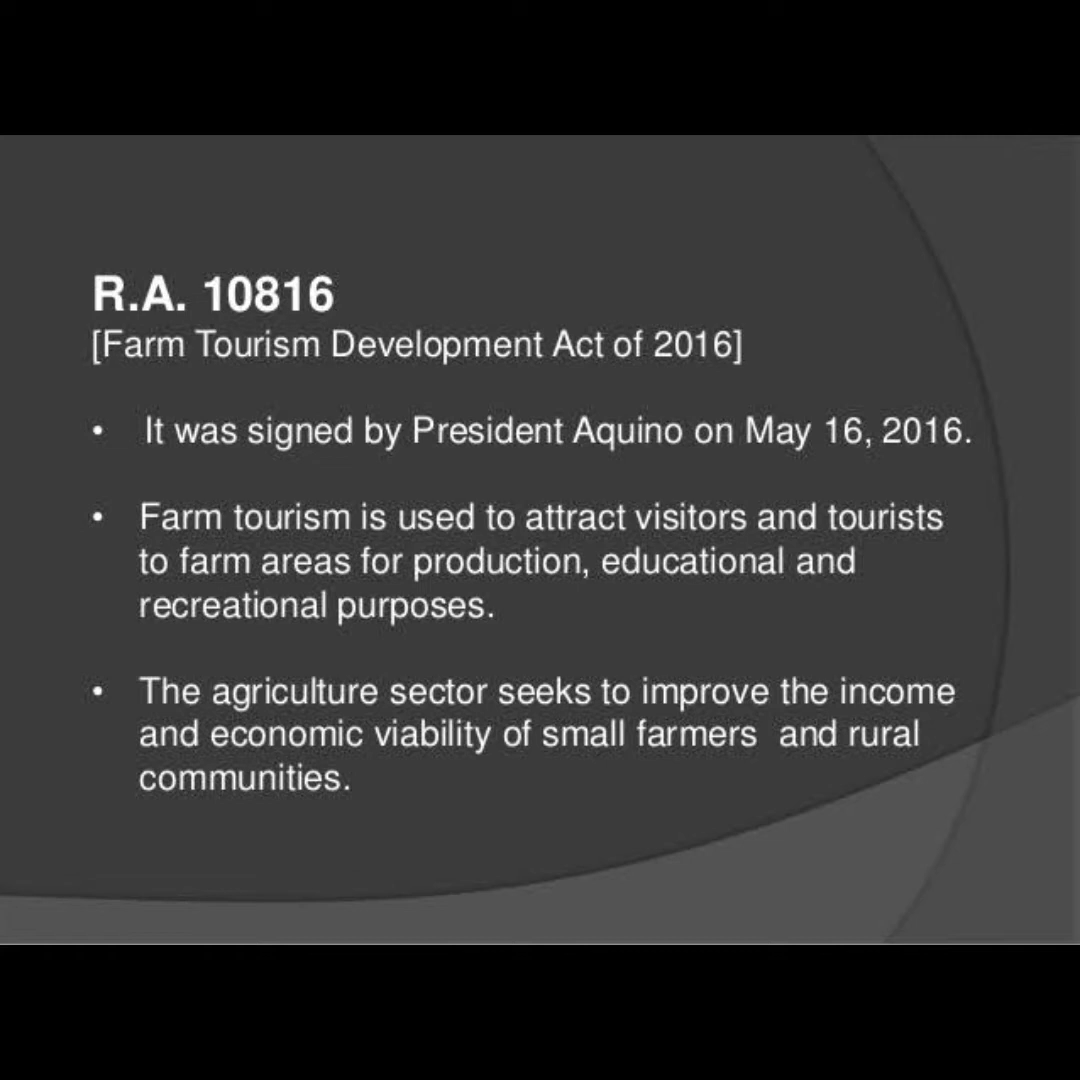 R.A. 10816
[Farm Tourism Development Act of 2016]
• It was signed by President Aquino on May 16, 2016.
• Farm tourism is used to attract visitors and tourists
to farm areas for production, educational and
recreational purposes.
• The agriculture sector seeks to improve the income
and economic viability of small farmers and rural
communities.